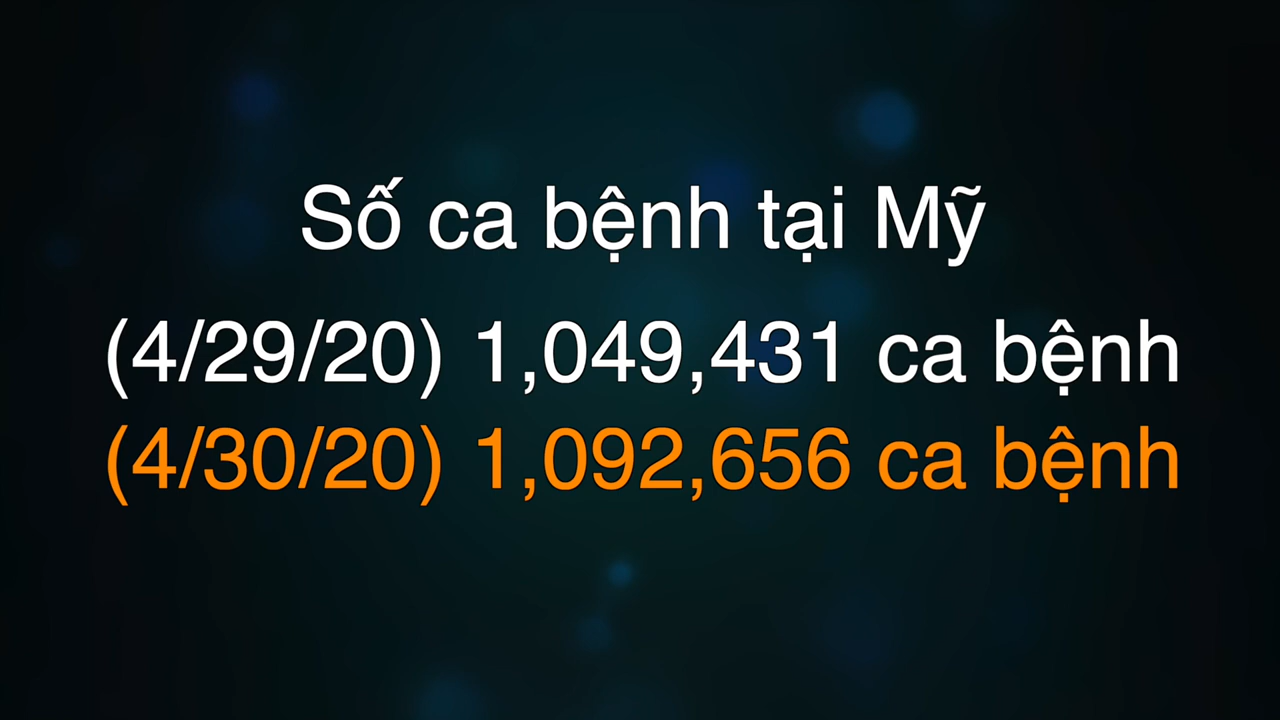 Số ca bệnh tại Mỹ
(4/29/20) 1,049,431 ca bệnh
(4/30/20) 1,092,656 ca bệnh